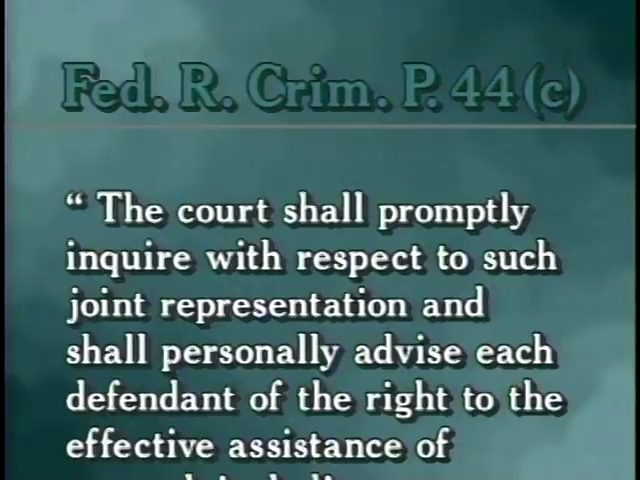 Fed. R. Crim. P. 44(c)
“ The court shall promptly
inquire with respect to such
joint representation and
shall personally advise each
defendant of the right to the
effective assistance of